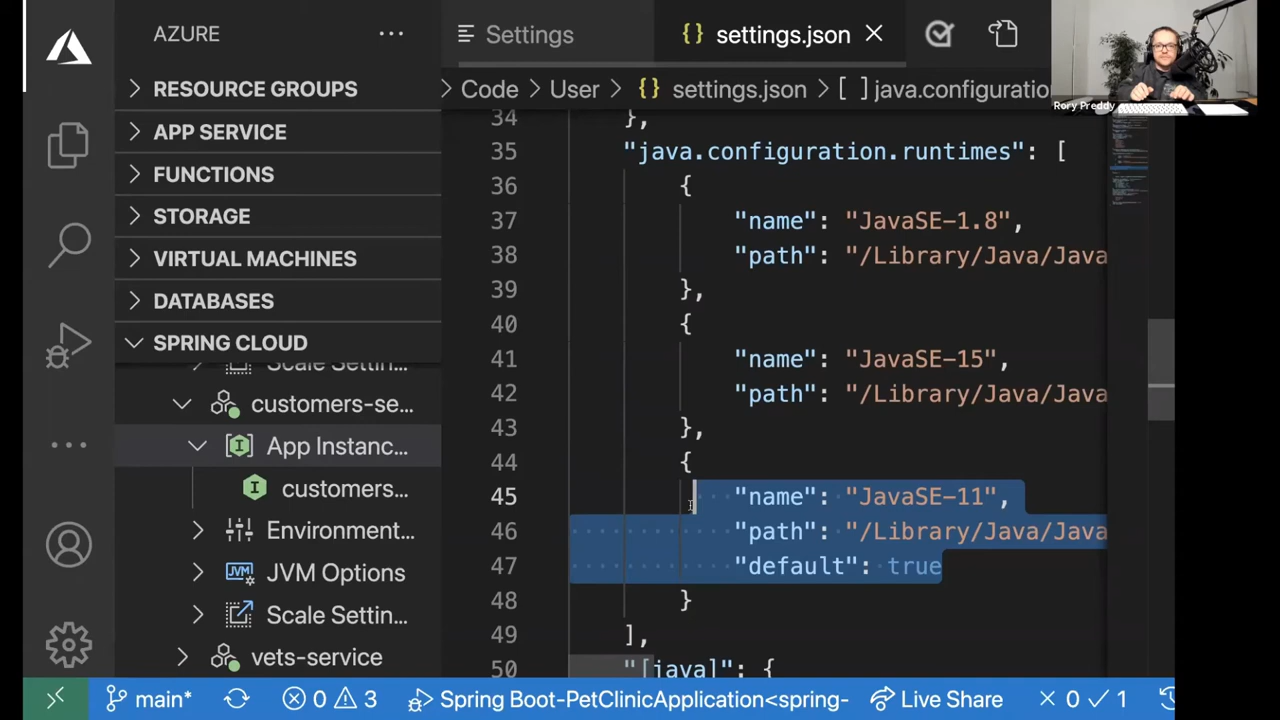 AZURE
RESOURCE GROUPS
APP SERVICE
FUNCTIONS
STORAGE
VIRTUAL MACHINES
DATABASES
SPRING CLOUD
Scale Settin...
customers-se...
App Instanc...
customers...
Environment...
JVM JVM Options
Scale Settin...
vets-service
Settings
{} settings.json
Code > User > {} settings.json > [ ] java.configuratio
Rory Preddy
34 },
35 "java.configuration.runtimes": [
36 {
37 "name": "JavaSE-1.8",
38 "path": "/Library/Java/Java
39 },
40 {
41 "name": "JavaSE-15",
42 "path": "/Library/Java/Java
43 },
44 {
45 "name": "JavaSE-11",
46 "path": "/Library/Java/Java
47 "default": true
48 }
49 ],
50 "[java]": {
main* 0 3 Spring Boot-PetClinicApplication<spring- Live Share 0 1